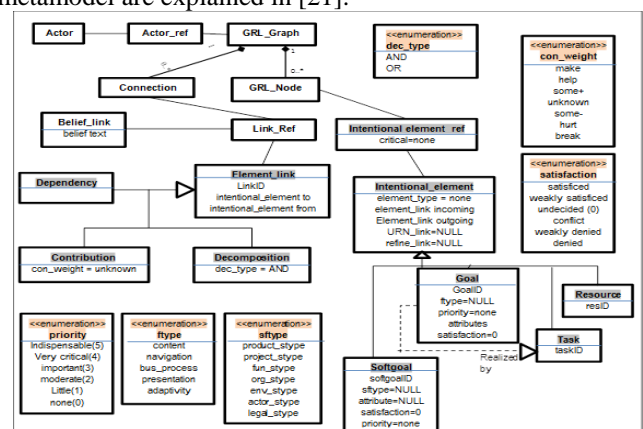 metamodel are explained in [21].
Actor
Actor_ref
GRL_Graph
1
0..*
0..*
Connection
GRL_Node
<<enumeration>>
dec_type
AND
OR
<<enumeration>>
con_weight
make
help
some+
unknown
some-
hurt
break
Belief_link
belief text
Link_Ref
Intentional element_ref
critical=none
Dependency
Element_link
LinkID
intentional_element to
intentional_element from
Intentional_element
element_type = none
element_link incoming
Element_link outgoing
URN_link=NULL
refine_link=NULL
<<enumeration>>
satisfaction
satisficed
weakly satisficed
undecided (0)
conflict
weakly denied
denied
Contribution
con_weight = unknown
Decomposition
dec_type = AND
Goal
GoalID
ftype=NULL
priority=none
attributes
satisfaction=0
Resource
resID
Task
taskID
Realized
by
<<enumeration>>
priority
Indispensable(5)
Very critical(4)
important(3)
moderate(2)
Little(1)
none(0)
<<enumeration>>
ftype
content
navigation
bus_process
presentation
adaptivity
<<enumeration>>
sftype
product_stype
project_stype
fun_stype
org_stype
env_stype
actor_stype
legal_stype
Softgoal
softgoalID
sftype=NULL
attribute=NULL
satisfaction=0
priority=none